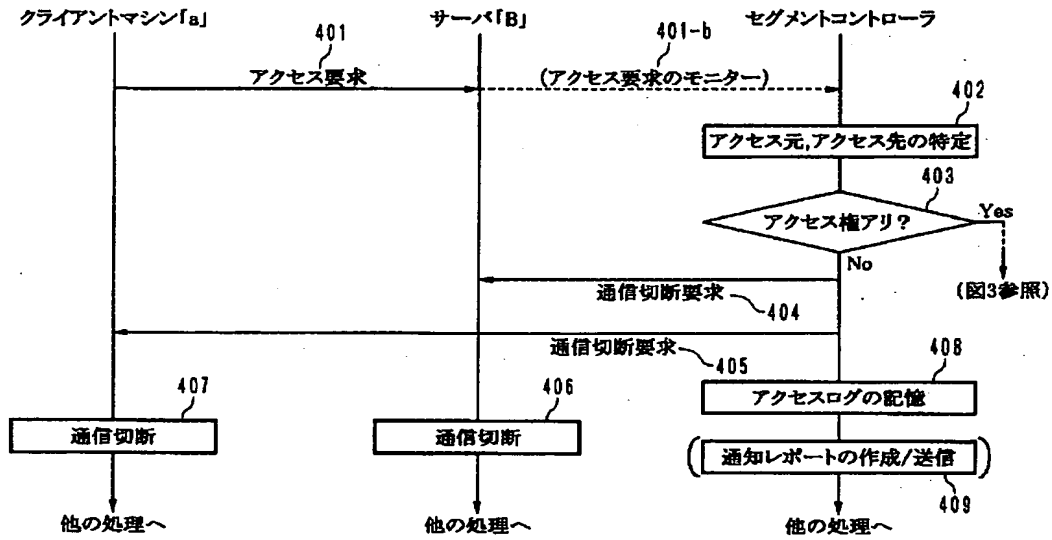 クライアントマシン「a」
サーバ「B」
セグメントコントローラ
401
アクセス要求
401-b
(アクセス要求のモニター)
402
アクセス元,アクセス先の特定
403
アクセス権アリ?
Yes
No
(図3参照)
通信切断要求
404
通信切断要求
405
408
アクセスログの記憶
407
通信切断
406
通信切断
(通知レポートの作成/送信)
409
他の処理へ
他の処理へ
他の処理へ